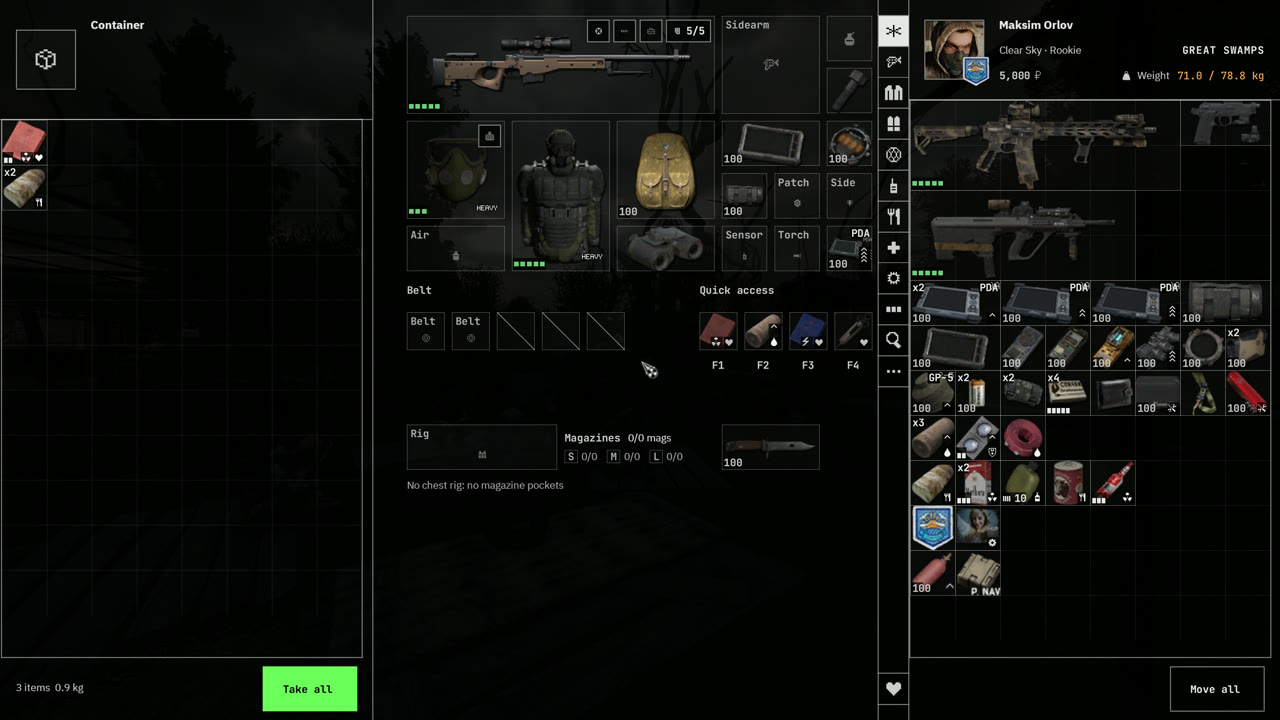 Container
x2
3 items 0.9 kg
Take all
5/5
Sidearm
HEAVY
HEAVY
100
100
100
100
Patch
Side
Air
Sensor
Torch
PDA
100
Belt
Quick access
Belt
Belt
F1
F2
F3
F4
Rig
Magazines 0/0 mags
S 0/0 M 0/0 L 0/0
100
No chest rig: no magazine pockets
Maksim Orlov
Clear Sky · Rookie
GREAT SWAMPS
5,000 ₽
Weight 71.0 / 78.8 kg
x2 PDA PDA PDA
100 100 100 100
x2
100 100 100 100 100 100 100
GP-5 x2 x2 x4
100 100 100 100 100
x3
x2
Marlboro
10
100
P. NAV
Move all